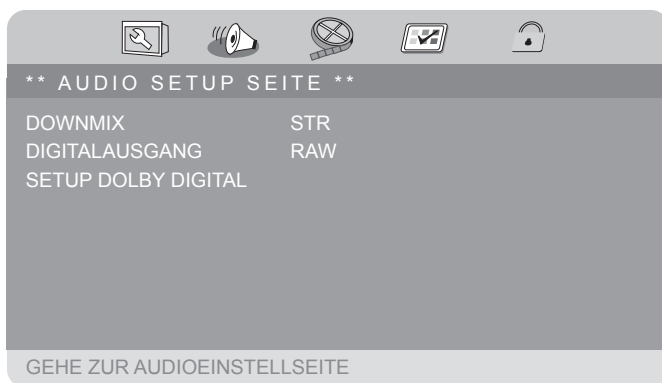 ** AUDIO SETUP SEITE **
DOWNMIX STR
DIGITALAUSGANG RAW
SETUP DOLBY DIGITAL
GEHE ZUR AUDIOEINSTELLSEITE